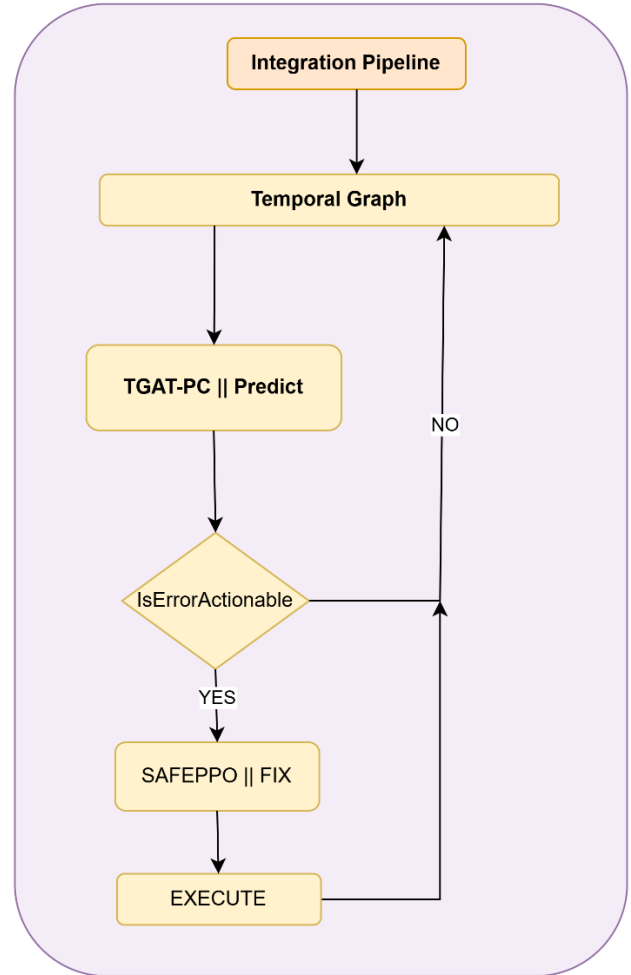 Integration Pipeline
Temporal Graph
TGAT-PC || Predict
NO
IsErrorActionable
YES
SAFEPPO || FIX
EXECUTE